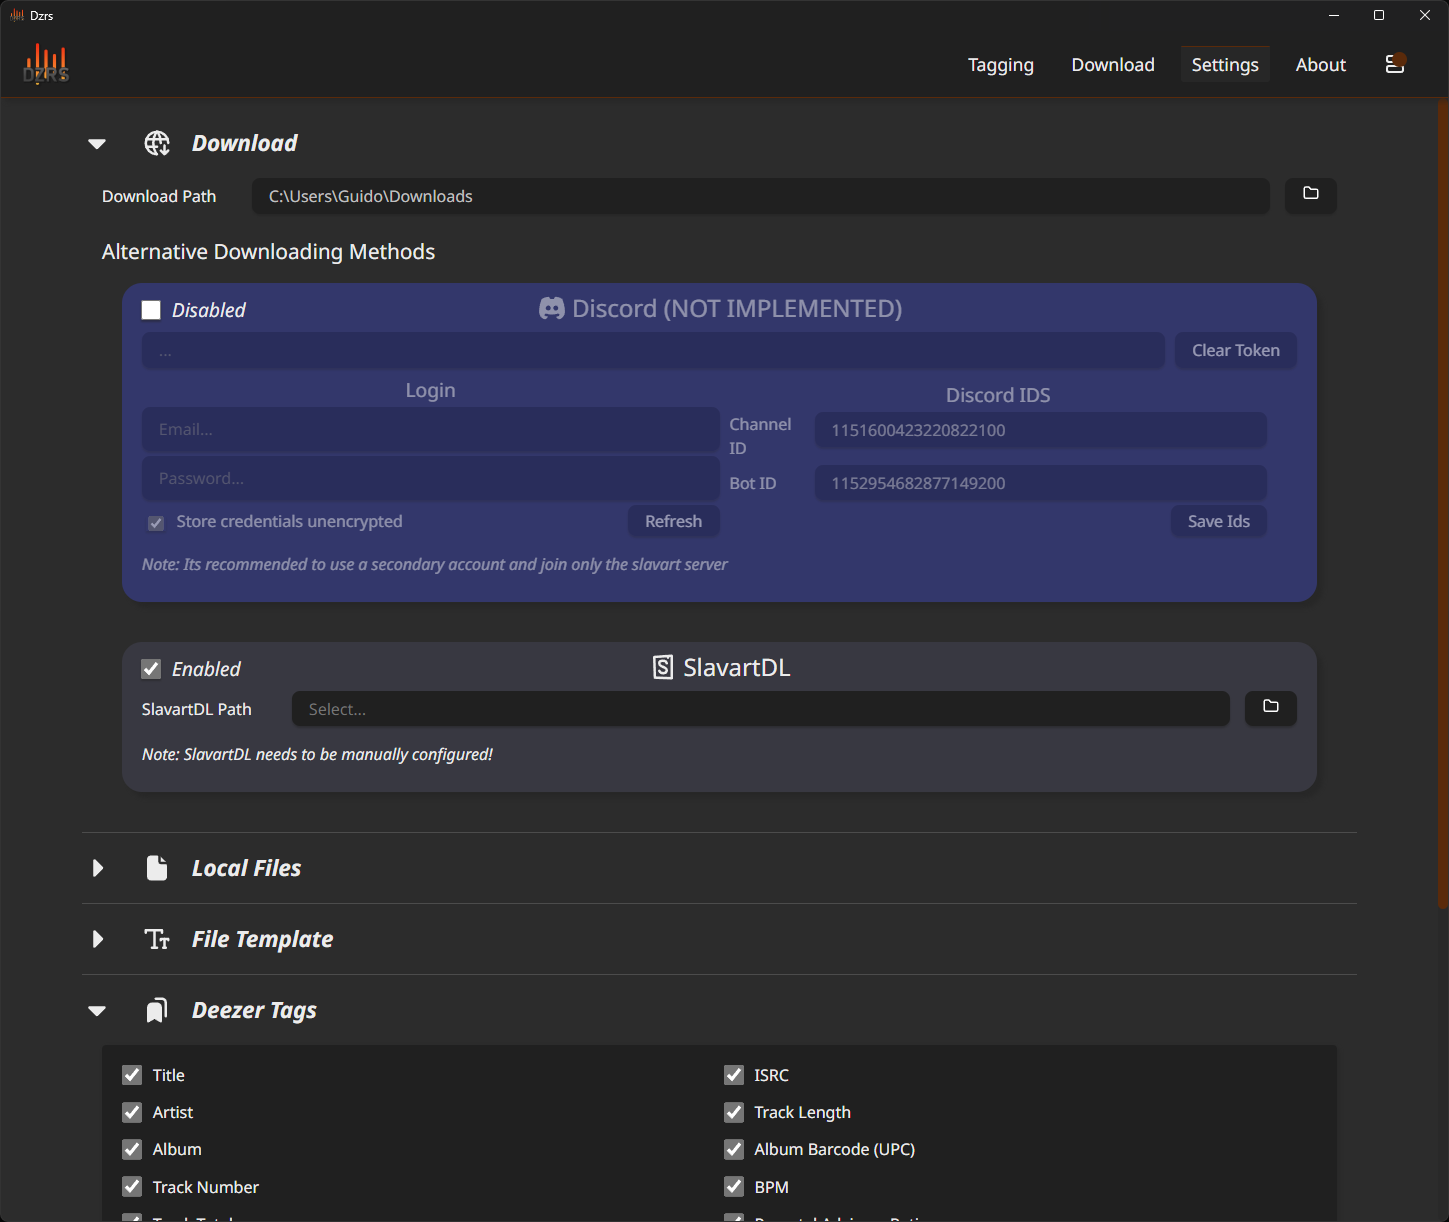 Dzrs
DZRS
Tagging
Download
Settings
About
Download
Download Path
C:\Users\Guido\Downloads
Alternative Downloading Methods
Disabled
Discord (NOT IMPLEMENTED)
...
Clear Token
Login
Discord IDS
Email...
Channel
ID
1151600423220822100
Password...
Bot ID
1152954682877149200
Store credentials unencrypted
Refresh
Save Ids
Note: Its recommended to use a secondary account and join only the slavart server
Enabled
SlavartDL
SlavartDL Path
Select...
Note: SlavartDL needs to be manually configured!
Local Files
File Template
Deezer Tags
Title
ISRC
Artist
Track Length
Album
Album Barcode (UPC)
Track Number
BPM